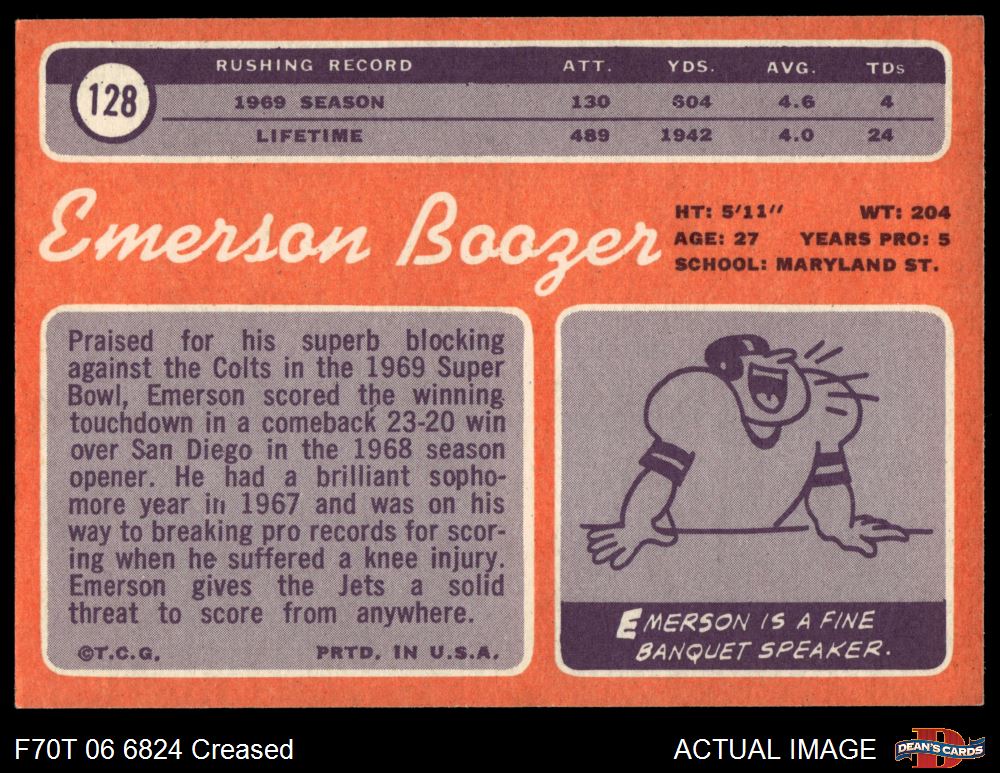 128
RUSHING RECORD ATT. YDS. AVG. TDs
1969 SEASON 130 604 4.6 4
LIFETIME 489 1942 4.0 24
Emerson Boozer
HT: 5'11" WT: 204
AGE: 27 YEARS PRO: 5
SCHOOL: MARYLAND ST.
Praised for his superb blocking
against the Colts in the 1969 Super
Bowl, Emerson scored the winning
touchdown in a comeback 23-20 win
over San Diego in the 1968 season
opener. He had a brilliant sopho-
more year in 1967 and was on his
way to breaking pro records for scor-
ing when he suffered a knee injury.
Emerson gives the Jets a solid
threat to score from anywhere.
©T.C.G. PRTD. IN U.S.A.
EMERSON IS A FINE
BANQUET SPEAKER.
F70T 06 6824 Creased
ACTUAL IMAGE
DEAN'S CARDS